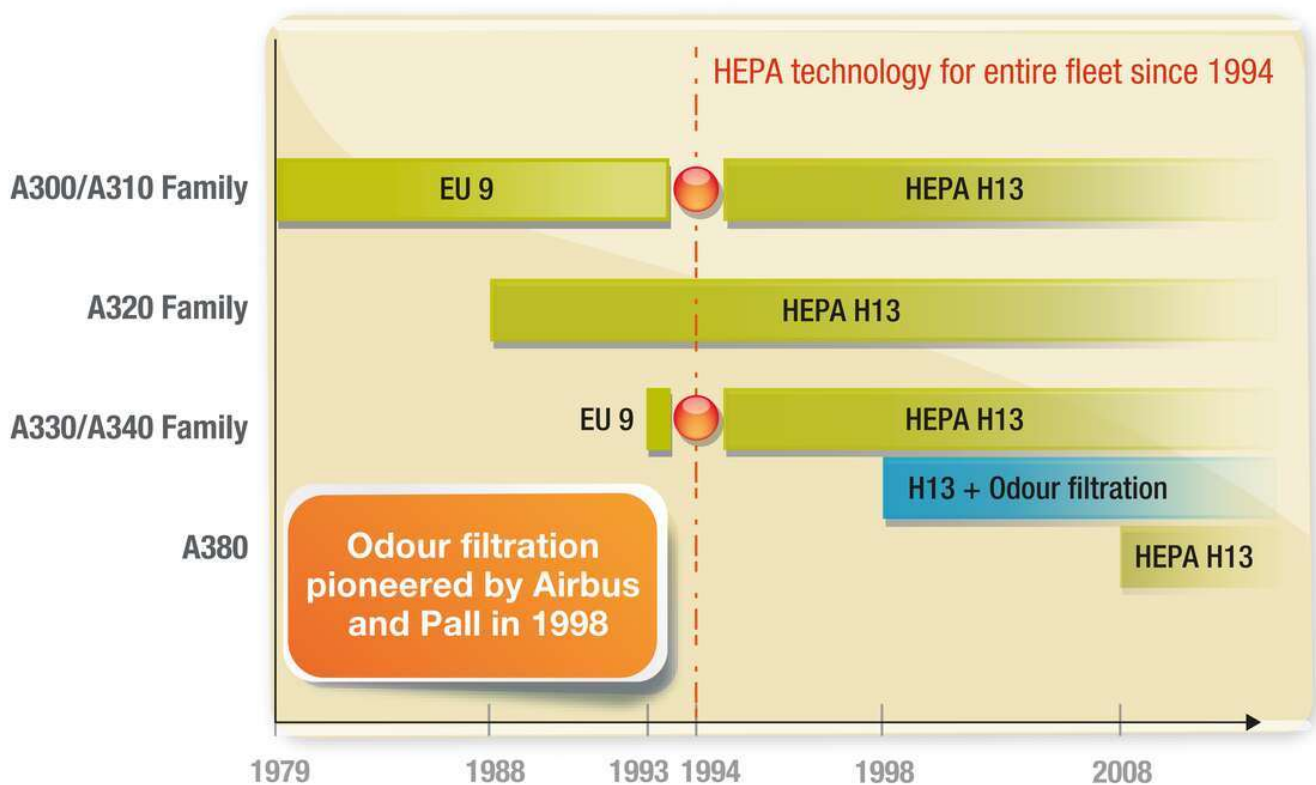 HEPA technology for entire fleet since 1994
A300/A310 Family
EU 9
HEPA H13
A320 Family
HEPA H13
A330/A340 Family
EU 9
HEPA H13
H13 + Odour filtration
A380
HEPA H13
Odour filtration
pioneered by Airbus
and Pall in 1998
1979 1988 1993 1994 1998 2008